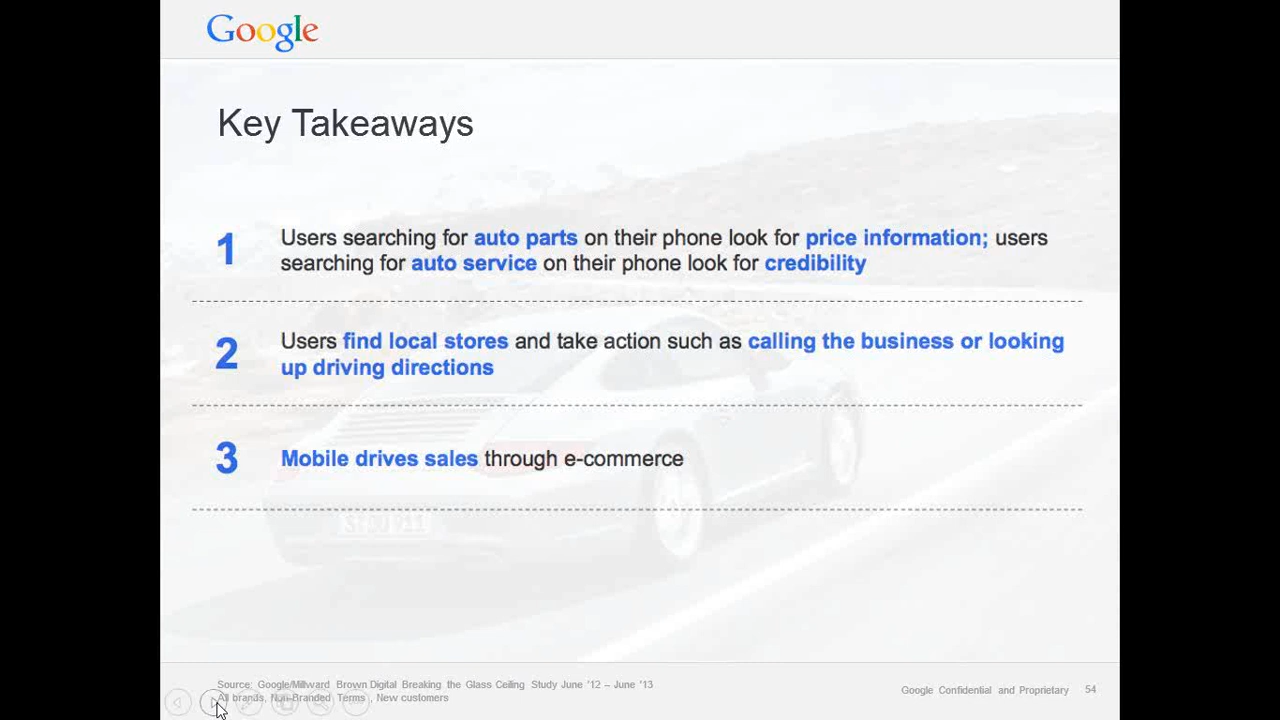 Google
Key Takeaways
1
Users searching for auto parts on their phone look for price information; users
searching for auto service on their phone look for credibility
2
Users find local stores and take action such as calling the business or looking
up driving directions
3
Mobile drives sales through e-commerce
Source: Google/Millward Brown Digital Breaking the Glass Ceiling Study June '12 – June '13
All brands, Non-Branded Terms , New customers
Google Confidential and Proprietary 54